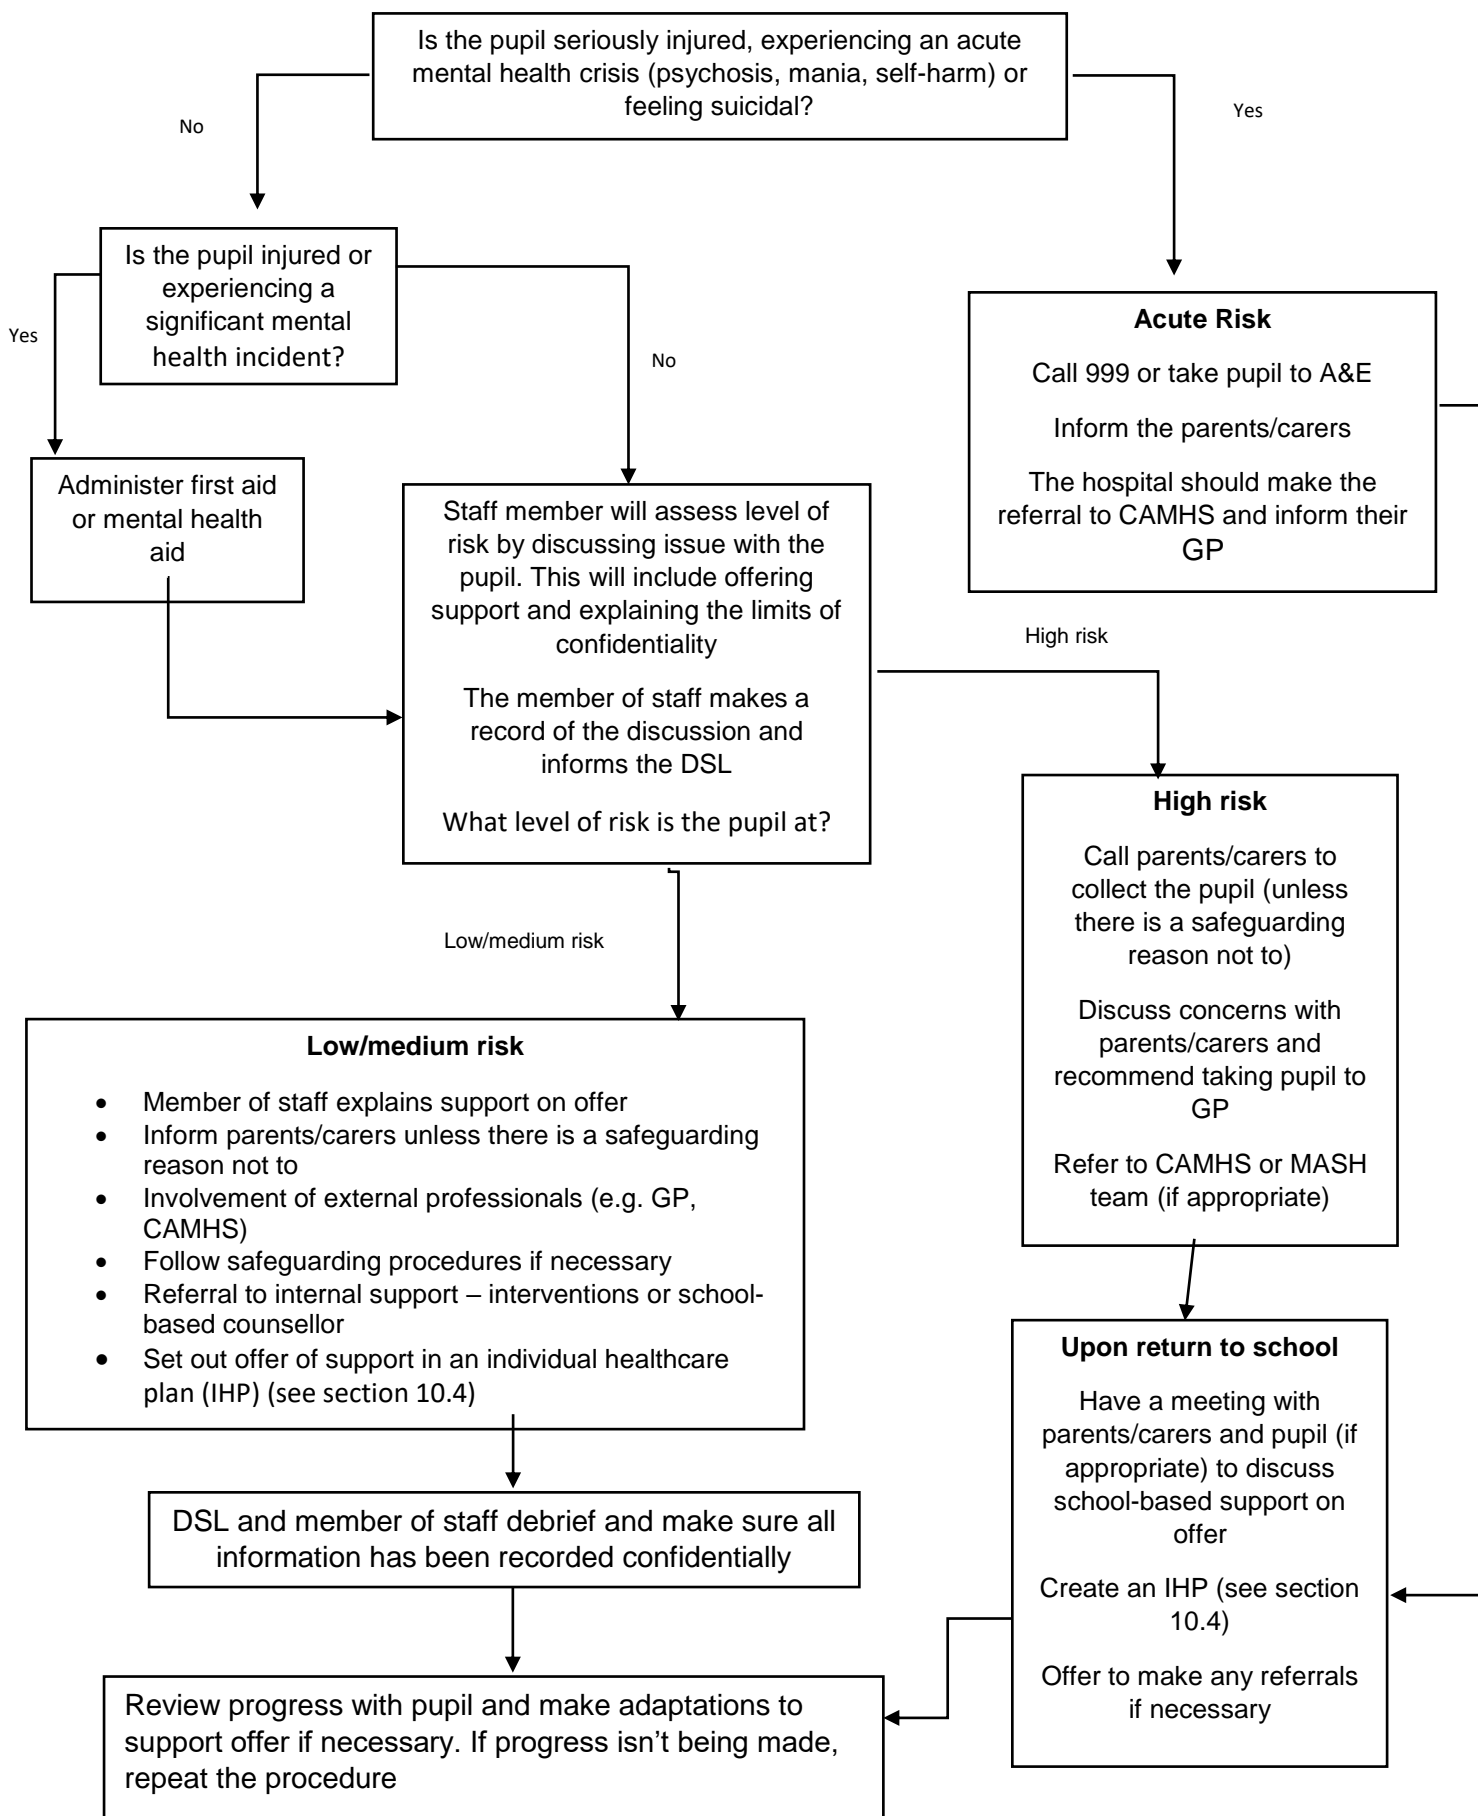 Is the pupil seriously injured, experiencing an acute
mental health crisis (psychosis, mania, self-harm) or
feeling suicidal?
No
Yes
Is the pupil injured or
experiencing a
significant mental
health incident?
Yes
No
Acute Risk
Call 999 or take pupil to A&E
Inform the parents/carers
The hospital should make the
referral to CAMHS and inform their
GP
Administer first aid
or mental health
aid
Staff member will assess level of
risk by discussing issue with the
pupil. This will include offering
support and explaining the limits of
confidentiality
The member of staff makes a
record of the discussion and
informs the DSL
What level of risk is the pupil at?
High risk
High risk
Call parents/carers to
collect the pupil (unless
there is a safeguarding
reason not to)
Discuss concerns with
parents/carers and
recommend taking pupil to
GP
Refer to CAMHS or MASH
team (if appropriate)
Low/medium risk
Low/medium risk
• Member of staff explains support on offer
• Inform parents/carers unless there is a safeguarding
reason not to
• Involvement of external professionals (e.g. GP,
CAMHS)
• Follow safeguarding procedures if necessary
• Referral to internal support – interventions or school-
based counsellor
• Set out offer of support in an individual healthcare
plan (IHP) (see section 10.4)
Upon return to school
Have a meeting with
parents/carers and pupil (if
appropriate) to discuss
school-based support on
offer
Create an IHP (see section
10.4)
Offer to make any referrals
if necessary
DSL and member of staff debrief and make sure all
information has been recorded confidentially
Review progress with pupil and make adaptations to
support offer if necessary. If progress isn’t being made,
repeat the procedure